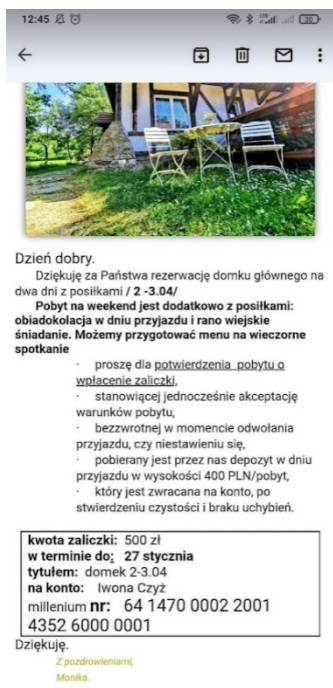 12:45
30
Dzień dobry.
Dziękuję za Państwa rezerwację domku głównego na
dwa dni z posiłkami / 2 -3.04/
Pobyt na weekend jest dodatkowo z posiłkami:
obiadokolacja w dniu przyjazdu i rano wiejskie
śniadanie. Możemy przygotować menu na wieczorne
spotkanie
· proszę dla potwierdzenia pobytu o
wpłacenie zaliczki,
· stanowiącej jednocześnie akceptację
warunków pobytu,
· bezzwrotnej w momencie odwołania
przyjazdu, czy niestawieniu się,
· pobierany jest przez nas depozyt w dniu
przyjazdu w wysokości 400 PLN/pobyt,
· który jest zwracana na konto, po
stwierdzeniu czystości i braku uchybień.
kwota zaliczki: 500 zł
w terminie do: 27 stycznia
tytułem: domek 2-3.04
na konto: Iwona Czyż
millenium nr: 64 1470 0002 2001
4352 6000 0001
Dziękuję.
Z pozdrowieniami,
Monika.